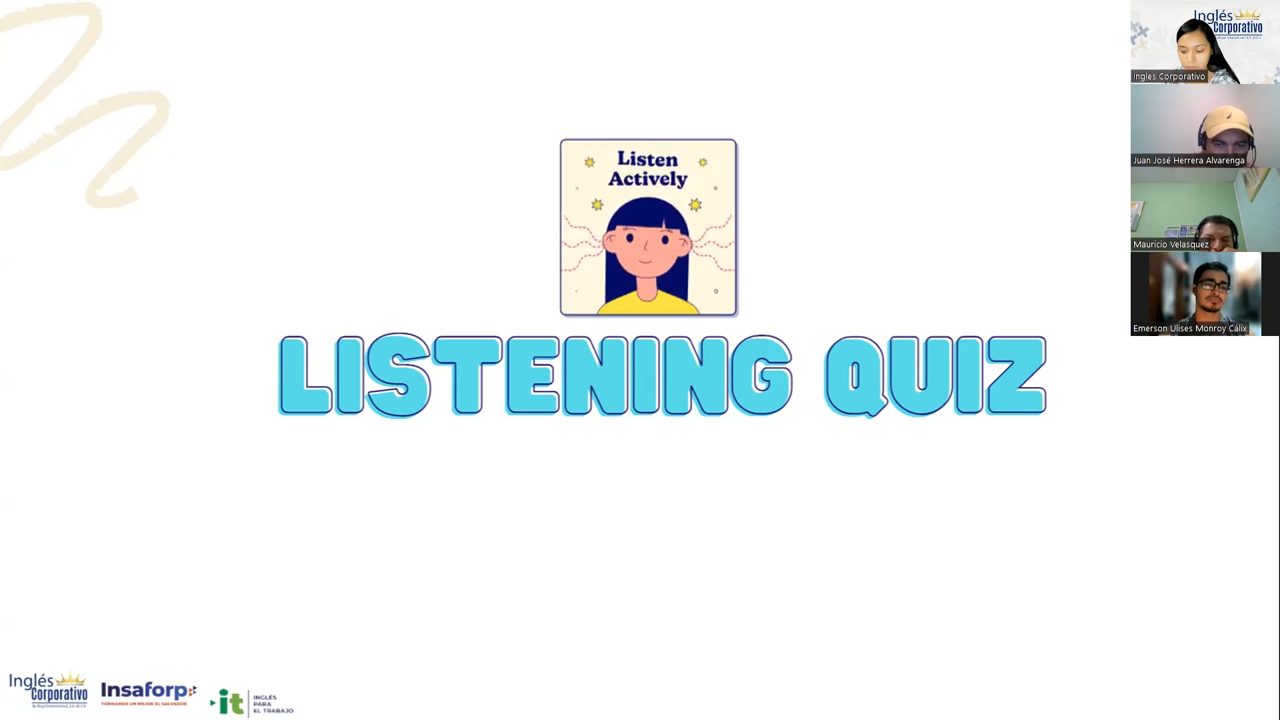 Listen
Actively
LISTENING QUIZ
Inglés
Corporativo
Ingles Corporativo
Juan José Herrera Alvarenga
Mauricio Velasquez
Emerson Ulises Monroy Cálix
Inglés
Corporativo
Insaforp
FORMANDO UN MEJOR EL SALVADOR
it
INGLÉS
PARA
EL TRABAJO